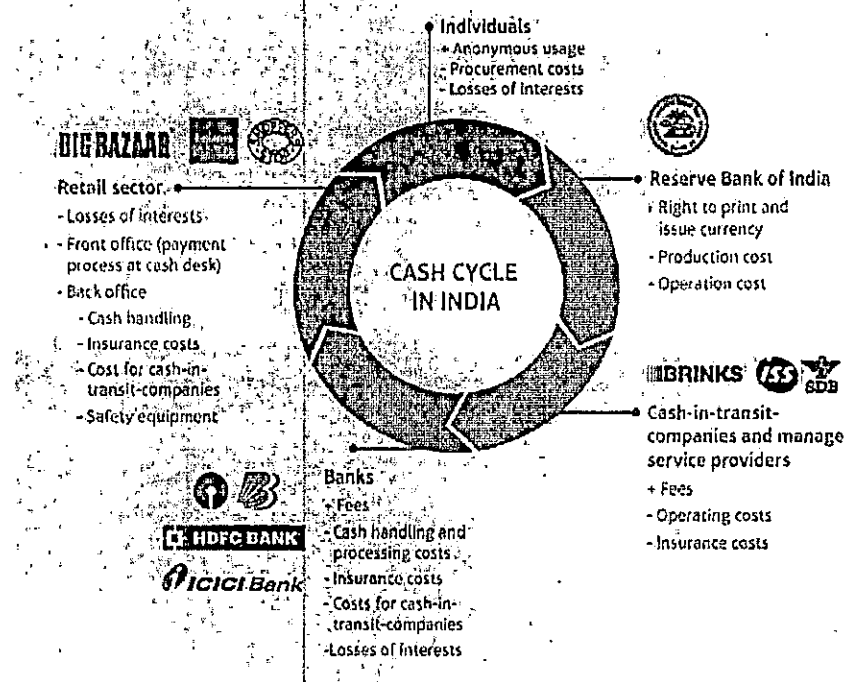 Individuals
+ Anonymous usage
- Procurement costs
- Losses of interests
BIG BAZAAR
Retail sector
- Losses of interests
- Front office (payment
process at cash desk)
- Back office
- Cash handling
- Insurance costs
- Cost for cash-in-
transit-companies
- Safety equipment
CASH CYCLE
IN INDIA
Reserve Bank of India
+ Right to print and
issue currency
- Production cost
- Operation cost
BRINKS ISS SDB
Cash-in-transit-
companies and manage
service providers
+ Fees
- Operating costs
- Insurance costs
HDFC BANK
ICICI Bank
Banks
+ Fees
- Cash handling and
processing costs
- Insurance costs
- Costs for cash-in-
transit-companies
- Losses of interests